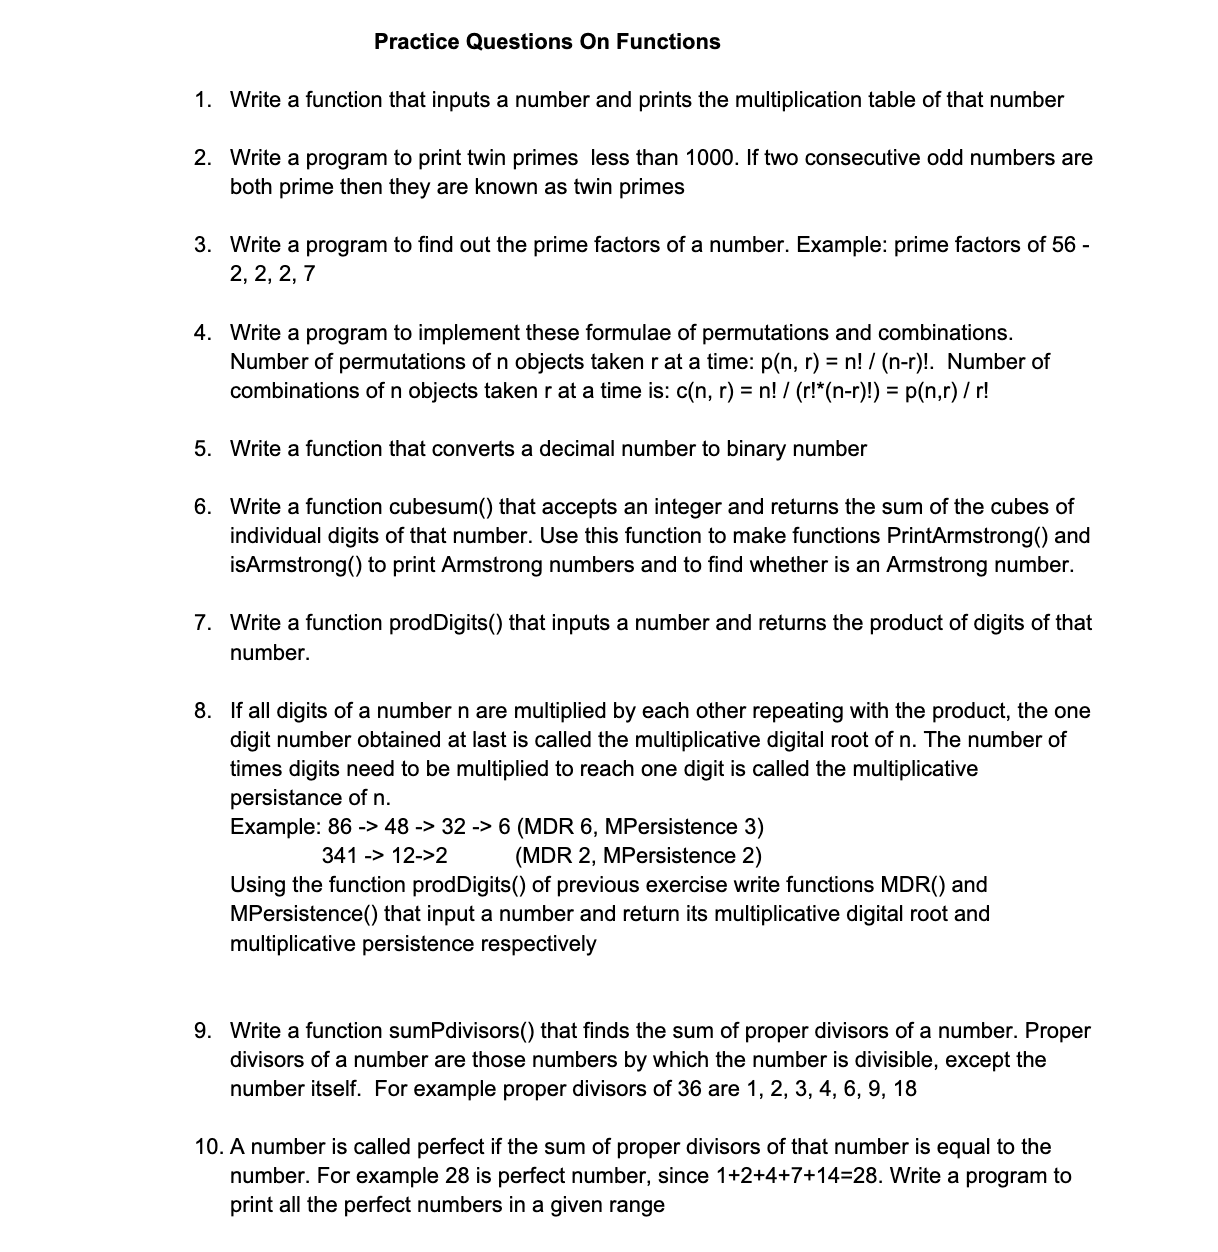 Practice Questions On Functions
1. Write a function that inputs a number and prints the multiplication table of that number
2. Write a program to print twin primes  less than 1000. If two consecutive odd numbers are
both prime then they are known as twin primes
3. Write a program to find out the prime factors of a number. Example: prime factors of 56 -
2, 2, 2, 7
4. Write a program to implement these formulae of permutations and combinations.
Number of permutations of n objects taken r at a time: p(n, r) = n! / (n-r)!.  Number of
combinations of n objects taken r at a time is: c(n, r) = n! / (r!*(n-r)!) = p(n,r) / r!
5. Write a function that converts a decimal number to binary number
6. Write a function cubesum() that accepts an integer and returns the sum of the cubes of
individual digits of that number. Use this function to make functions PrintArmstrong() and
isArmstrong() to print Armstrong numbers and to find whether is an Armstrong number.
7. Write a function prodDigits() that inputs a number and returns the product of digits of that
number.
8. If all digits of a number n are multiplied by each other repeating with the product, the one
digit number obtained at last is called the multiplicative digital root of n. The number of
times digits need to be multiplied to reach one digit is called the multiplicative
persistance of n.
Example: 86 -> 48 -> 32 -> 6 (MDR 6, MPersistence 3)
341 -> 12->2 (MDR 2, MPersistence 2)
Using the function prodDigits() of previous exercise write functions MDR() and
MPersistence() that input a number and return its multiplicative digital root and
multiplicative persistence respectively
9. Write a function sumPdivisors() that finds the sum of proper divisors of a number. Proper
divisors of a number are those numbers by which the number is divisible, except the
number itself.  For example proper divisors of 36 are 1, 2, 3, 4, 6, 9, 18
10. A number is called perfect if the sum of proper divisors of that number is equal to the
number. For example 28 is perfect number, since 1+2+4+7+14=28. Write a program to
print all the perfect numbers in a given range